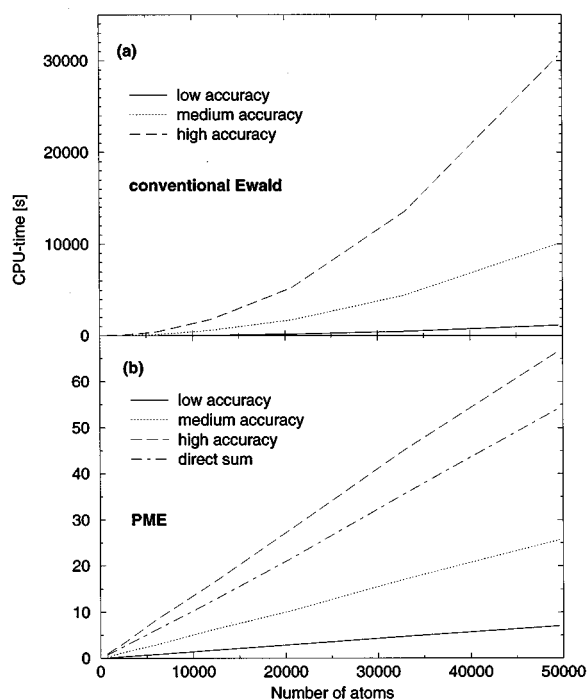 (a)
30000
low accuracy
medium accuracy
high accuracy
20000
conventional Ewald
CPU-time [s]
10000
0
(b)
60
low accuracy
medium accuracy
50
high accuracy
direct sum
40
30
PME
20
10
0
0 10000 20000 30000 40000 50000
Number of atoms